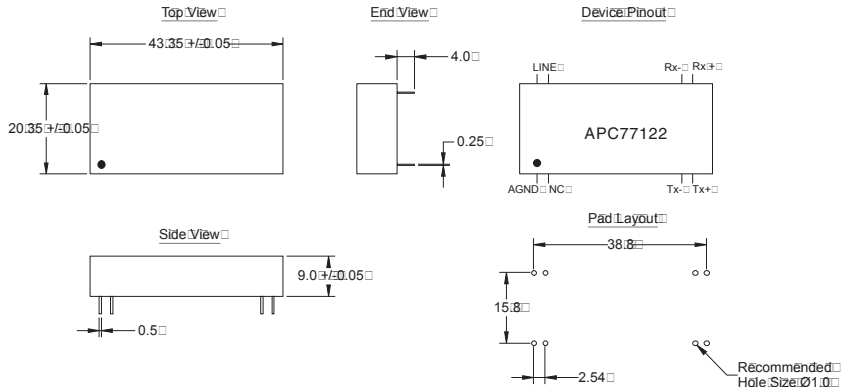 Top View
End View
Device Pinout
43.35 +/-0.05
4.0
LINE
Rx-
Rx+
20.35 +/-0.05
APC77122
0.25
AGND
NC
Tx-
Tx+
Pad Layout
Side View
38.8
9.0 +/-0.05
15.8
0.5
2.54
Recommended
Hole Size Ø1.0